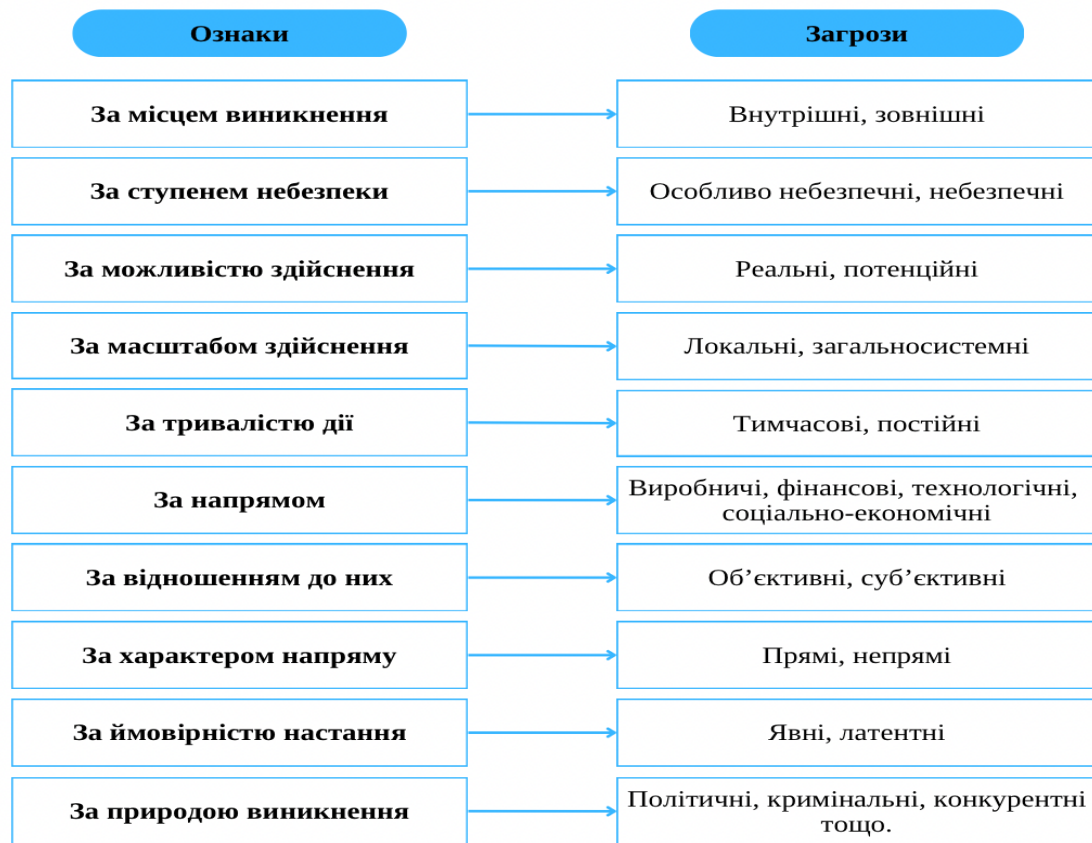 Ознаки
Загрози
За місцем виникнення
Внутрішні, зовнішні
За ступенем небезпеки
Особливо небезпечні, небезпечні
За можливістю здійснення
Реальні, потенційні
За масштабом здійснення
Локальні, загальносистемні
За тривалістю дії
Тимчасові, постійні
За напрямом
Виробничі, фінансові, технологічні,
соціально-економічні
За відношенням до них
Об’єктивні, суб’єктивні
За характером напряму
Прямі, непрямі
За ймовірністю настання
Явні, латентні
За природою виникнення
Політичні, кримінальні, конкурентні
тощо.